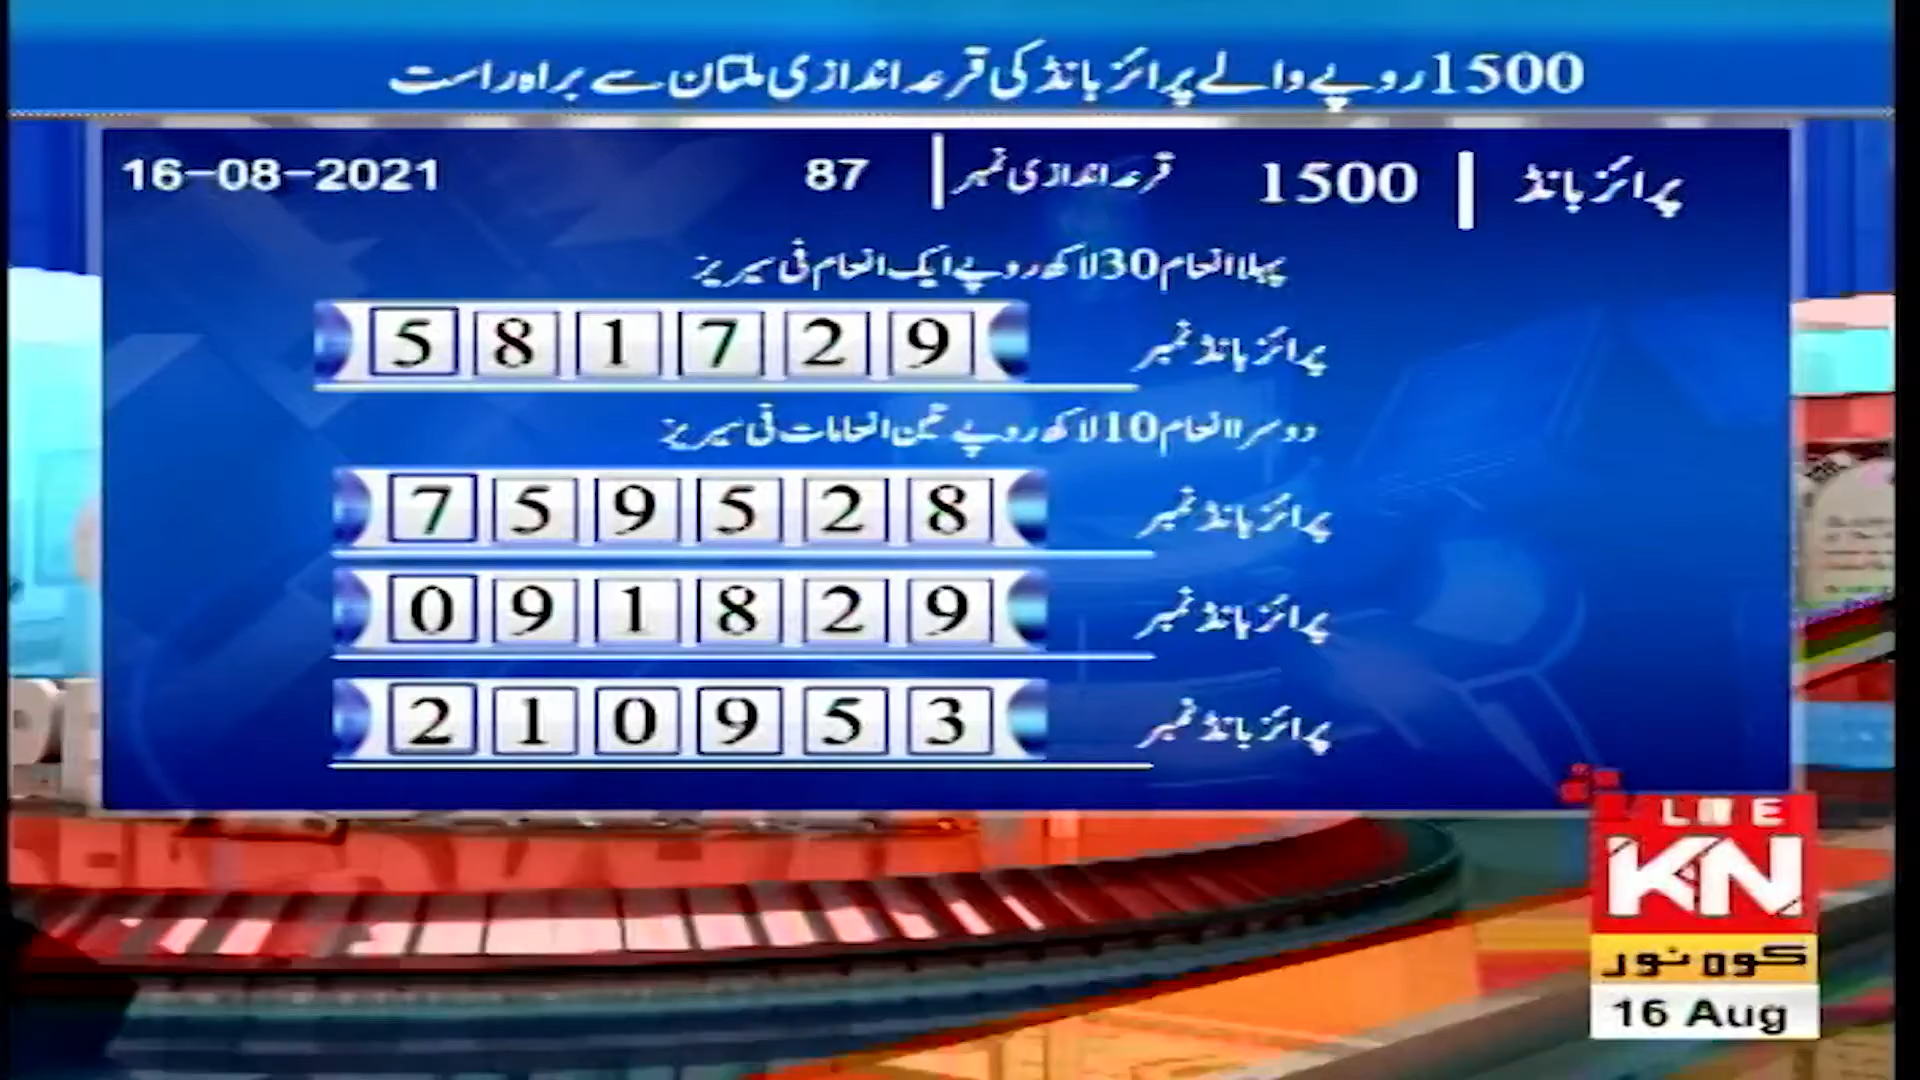 1500 روپے والے پرائز بانڈ کی قرعہ اندازی ملتان سے براہ راست
پرائز بانڈ | 1500 قرعہ اندازی نمبر | 87 16-08-2021
پہلا انعام 30 لاکھ روپے ایک انعام فی سیریز
پرائز بانڈ نمبر 581729
دوسرا انعام 10 لاکھ روپے تین انعامات فی سیریز
پرائز بانڈ نمبر 759528
پرائز بانڈ نمبر 091829
پرائز بانڈ نمبر 210953
LIVE
KN
کوہ نور
16 Aug